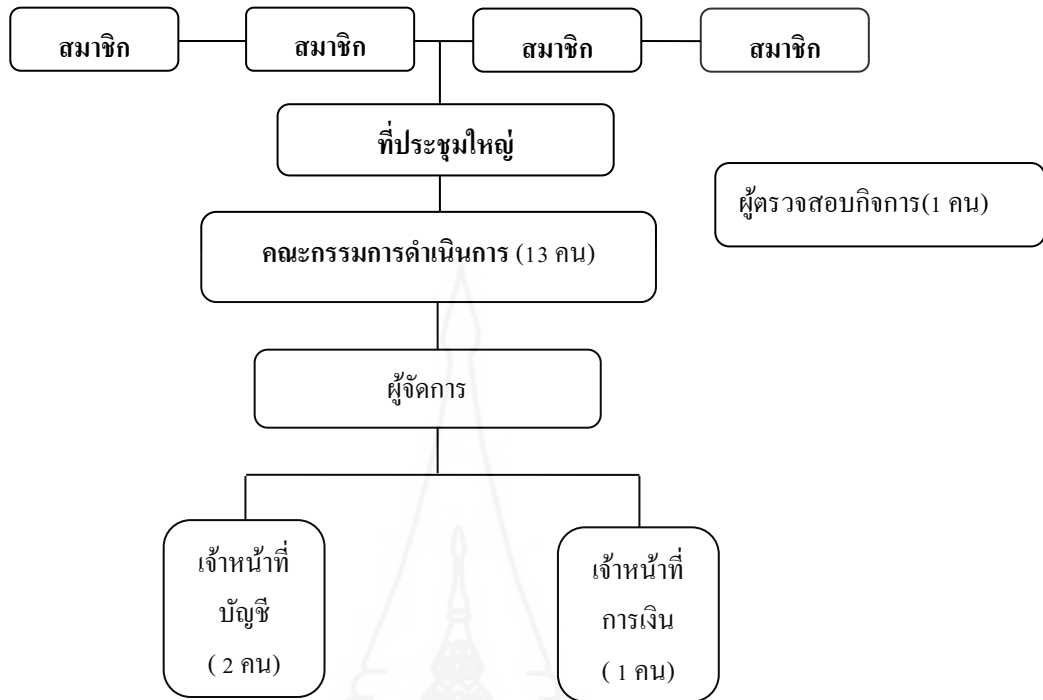 สมาชิก
สมาชิก
สมาชิก
สมาชิก
ที่ประชุมใหญ่
ผู้ตรวจสอบกิจการ(1 คน)
คณะกรรมการดำเนินการ (13 คน)
ผู้จัดการ
เจ้าหน้าที่
บัญชี
( 2 คน)
เจ้าหน้าที่
การเงิน
( 1 คน)